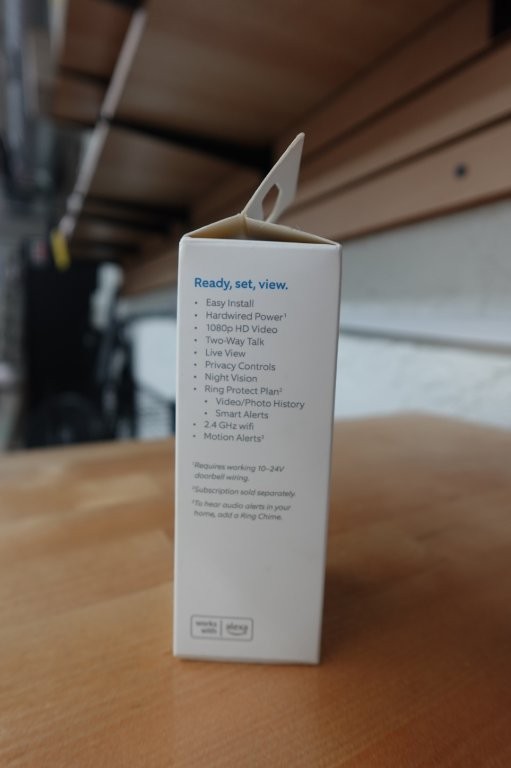 Ready, set, view.
• Easy Install
• Hardwired Power¹
• 1080p HD Video
• Two-Way Talk
• Live View
• Privacy Controls
• Night Vision
• Ring Protect Plan²
• Video/Photo History
• Smart Alerts
• 2.4 GHz wifi
• Motion Alerts³
¹Requires working 10–24V
doorbell wiring.
²Subscription sold separately.
³To hear audio alerts in your
home, add a Ring Chime.
works
with
alexa